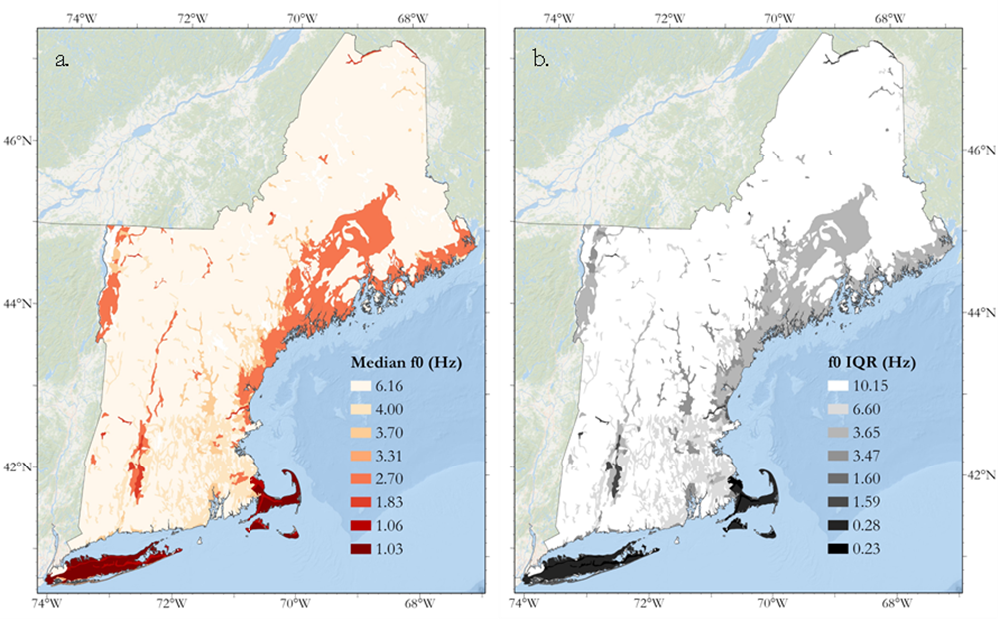 74°W 72°W 70°W 68°W 74°W 72°W 70°W 68°W
a. b.
46°N 46°N
44°N 44°N
Median f0 (Hz) f0 IQR (Hz)
6.16 10.15
4.00 6.60
3.70 3.65
3.31 3.47
2.70 1.60
1.83 1.59
1.06 0.28
1.03 0.23
42°N 42°N
74°W 72°W 70°W 68°W 74°W 72°W 70°W 68°W